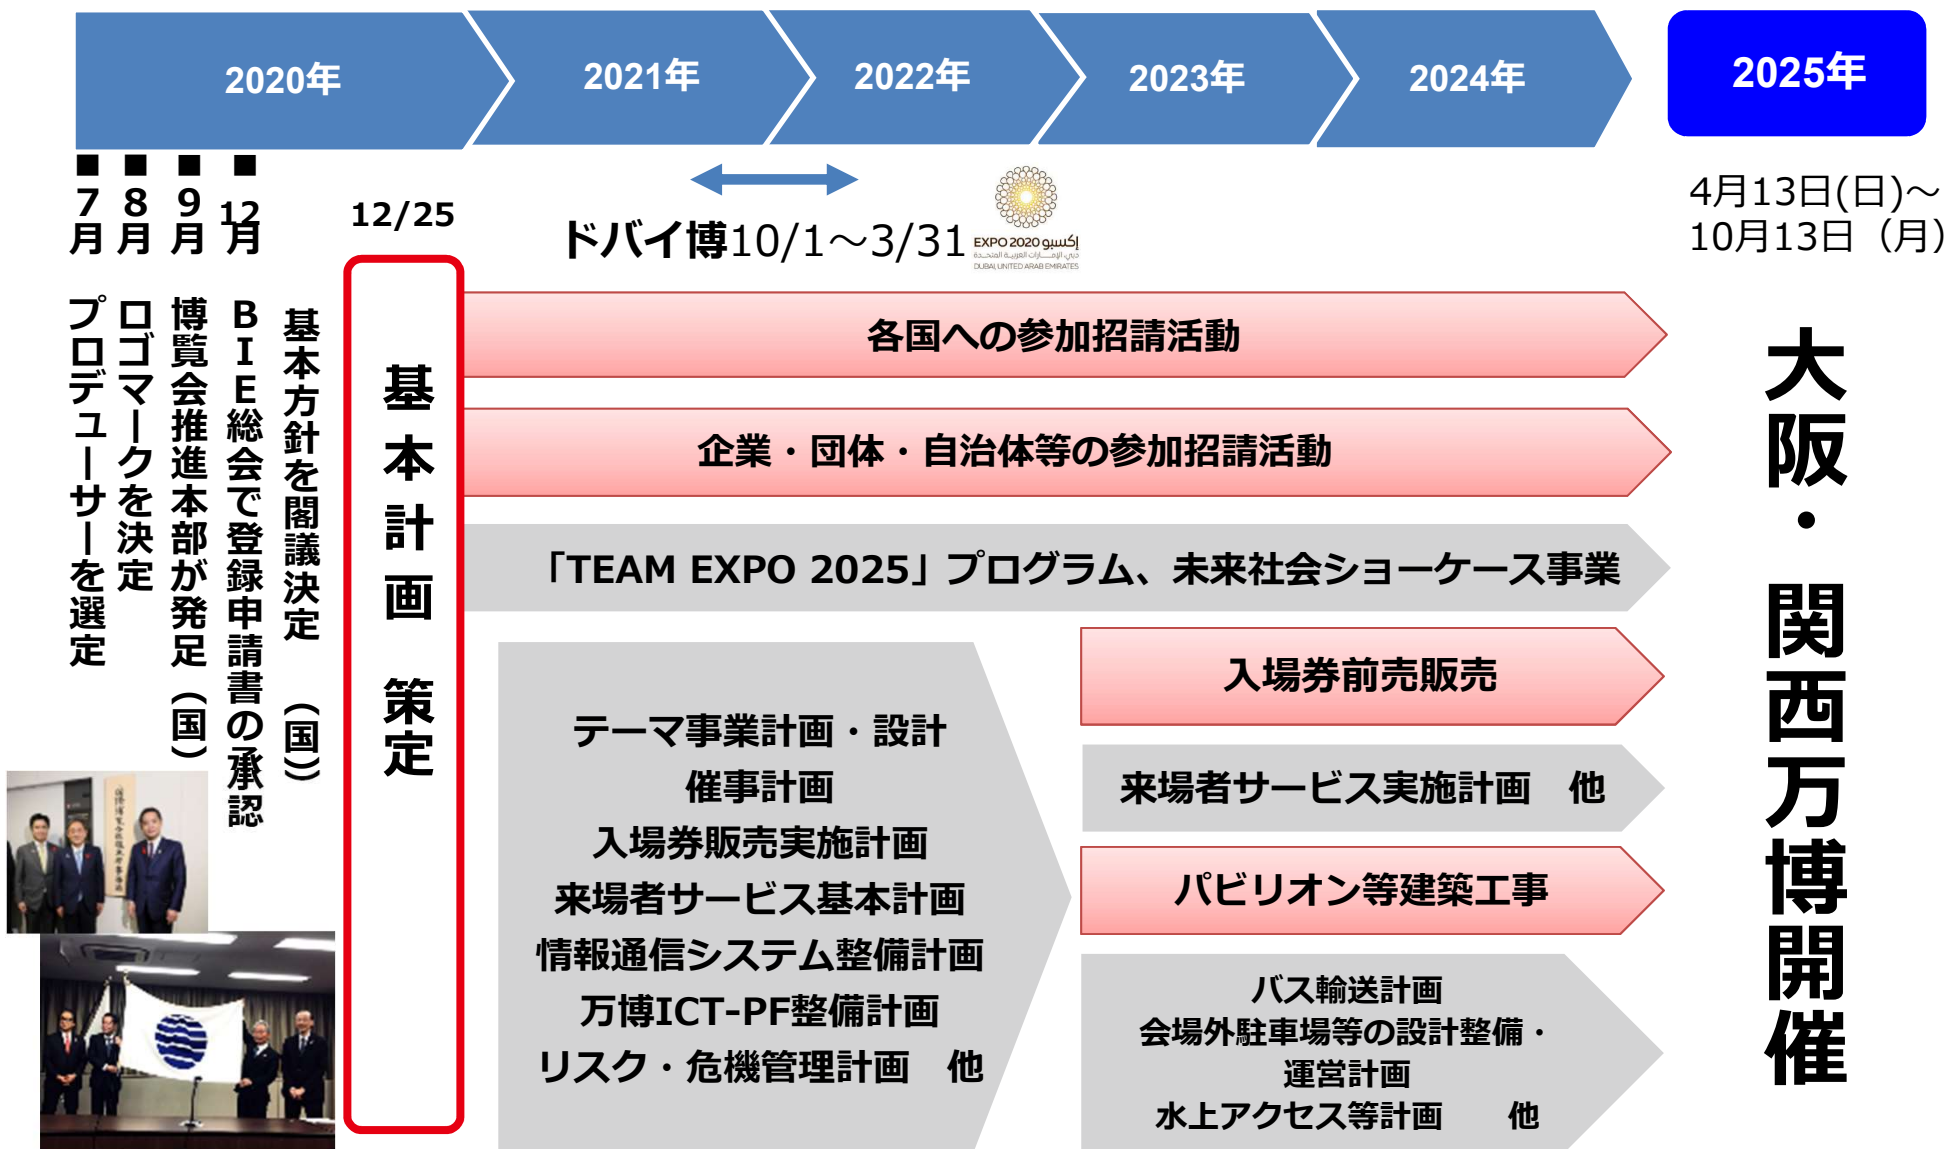 2020年
2021年
2022年
2023年
2024年
2025年
■7月 プロデューサーを選定
■8月 ロゴマークを決定
■9月 博覧会推進本部が発足（国）
■12月 BIE総会で登録申請書の承認
基本方針を閣議決定 （国））
12/25
基本計画 策定
ドバイ博10/1～3/31
EXPO 2020 إكسبو
دبي، الإمــارات العربية المتحـدة
DUBAI, UNITED ARAB EMIRATES
4月13日(日)～
10月13日（月）
各国への参加招請活動
企業・団体・自治体等の参加招請活動
「TEAM EXPO 2025」プログラム、未来社会ショーケース事業
テーマ事業計画・設計
催事計画
入場券販売実施計画
来場者サービス基本計画
情報通信システム整備計画
万博ICT-PF整備計画
リスク・危機管理計画　他
入場券前売販売
来場者サービス実施計画　他
パビリオン等建築工事
バス輸送計画
会場外駐車場等の設計整備・
運営計画
水上アクセス等計画　　他
大阪・関西万博開催